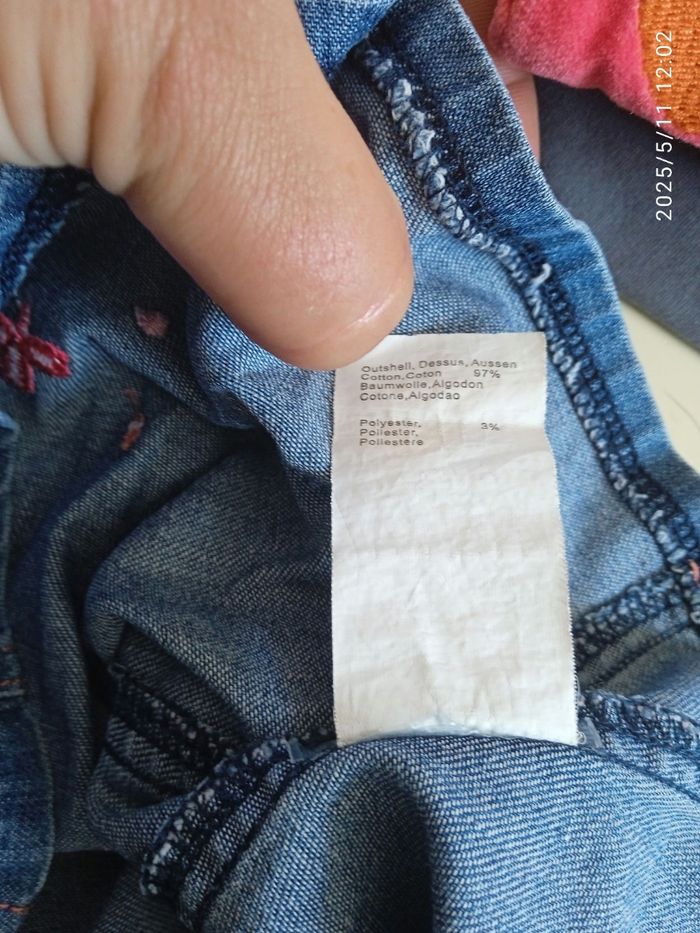 2025/5/11 12:02
Outshell, Dessus, Aussen
Cotton,Coton 97%
Baumwolle,Algodon
Cotone,Algodao
Polyester, 3%
Poliester,
Poliestere